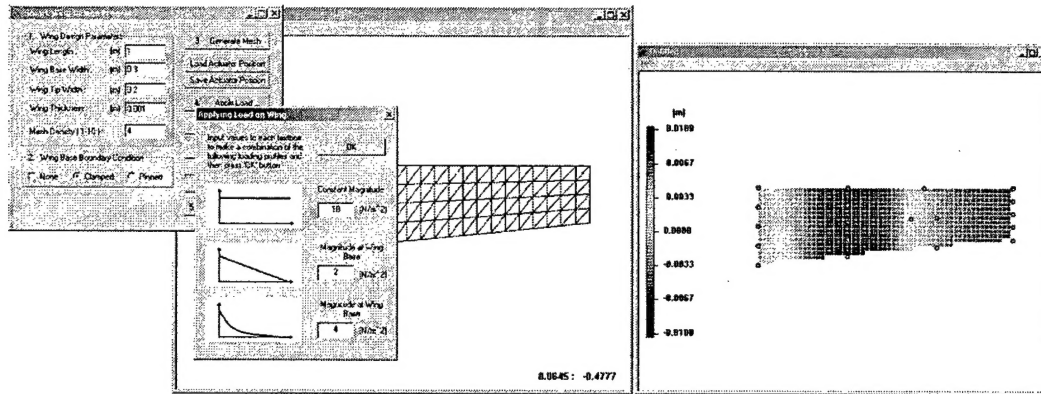 1. Wing Design Parameters
Wing Length: (m) 1
Wing Base Width: (m) 0.3
Wing Tip Width: (m) 0.2
Wing Thickness: (m) 0.001
Mesh Density (1-10): 4
2. Wing Base Boundary Condition
None Clamped Pinned
3. Generate Mesh
Load Actuator Position
Save Actuator Position
4. Apply Load
Applying Load on Wing
Input values to each textbox
to make a combination of the
following loading profiles and
then press "OK" button
OK
Constant Magnitude
10 (N/m^2)
Magnitude at Wing
Base
2 (N/m^2)
Magnitude at Wing
Base
4 (N/m^2)
0.0645 : -0.4777
(m)
0.0100
0.0067
0.0033
0.0000
-0.0033
-0.0067
-0.0100